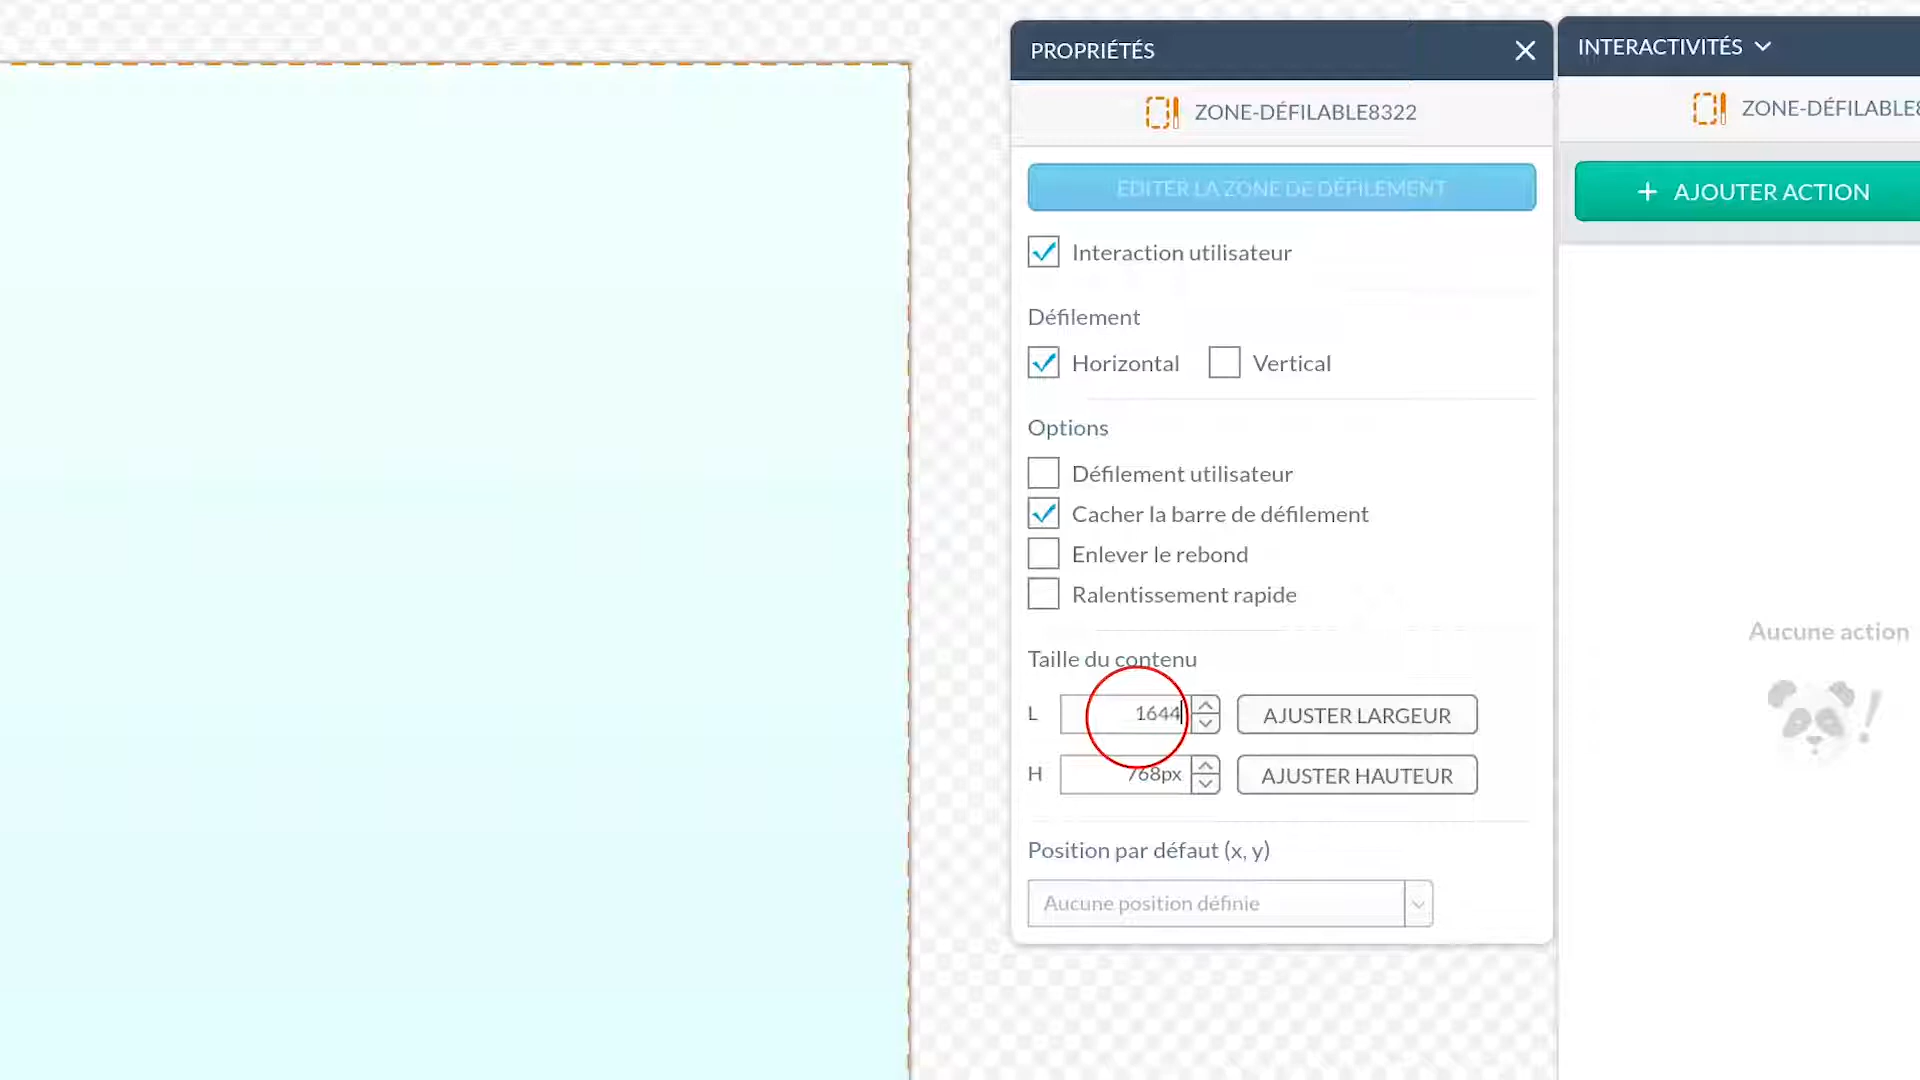 PROPRIÉTÉS
ZONE-DÉFILABLE8322
EDITER LA ZONE DE DÉFILEMENT
Interaction utilisateur
Défilement
Horizontal
Vertical
Options
Défilement utilisateur
Cacher la barre de défilement
Enlever le rebond
Ralentissement rapide
Taille du contenu
L 1644 AJUSTER LARGEUR
H 768px AJUSTER HAUTEUR
Position par défaut (x, y)
Aucune position définie
INTERACTIVITÉS
ZONE-DÉFILABLE8
+ AJOUTER ACTION
Aucune action